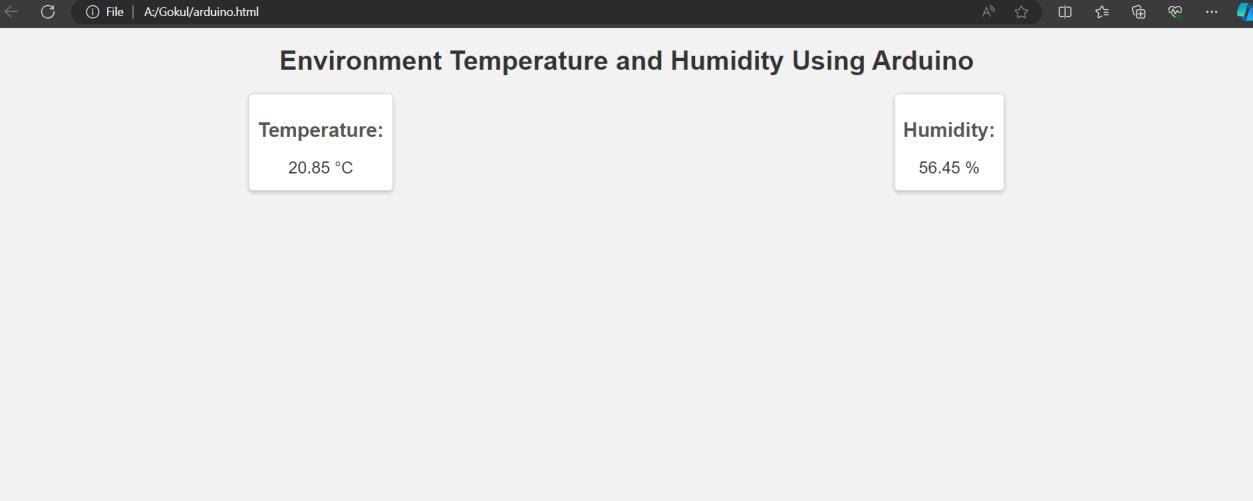 File | A:/Gokul/arduino.html
Environment Temperature and Humidity Using Arduino
Temperature:
20.85 °C
Humidity:
56.45 %